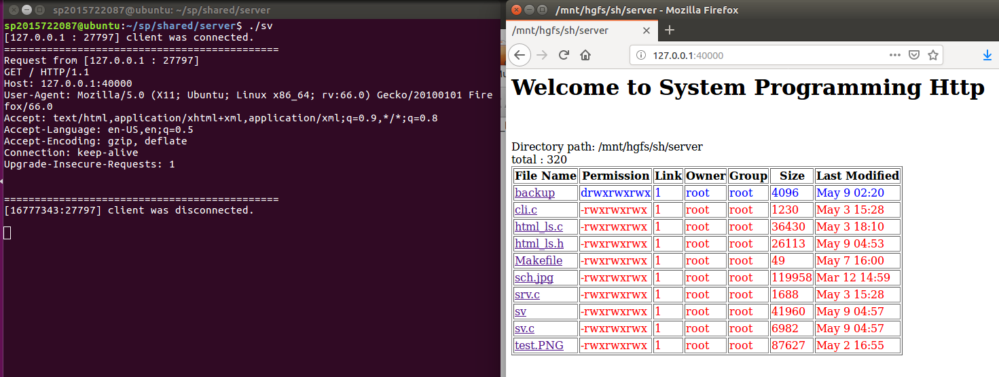 sp2015722087@ubuntu: ~/sp/shared/server
sp2015722087@ubuntu:~/sp/shared/server$ ./sv
[127.0.0.1 : 27797] client was connected.
=============================================
Request from [127.0.0.1 : 27797]
GET / HTTP/1.1
Host: 127.0.0.1:40000
User-Agent: Mozilla/5.0 (X11; Ubuntu; Linux x86_64; rv:66.0) Gecko/20100101 Fire
fox/66.0
Accept: text/html,application/xhtml+xml,application/xml;q=0.9,*/*;q=0.8
Accept-Language: en-US,en;q=0.5
Accept-Encoding: gzip, deflate
Connection: keep-alive
Upgrade-Insecure-Requests: 1
=============================================
[16777343:27797] client was disconnected.
/mnt/hgfs/sh/server - Mozilla Firefox
/mnt/hgfs/sh/server
127.0.0.1:40000
Welcome to System Programming Http
Directory path: /mnt/hgfs/sh/server
total : 320
File Name Permission Link Owner Group Size Last Modified
backup drwxrwxrwx 1 root root 4096 May 9 02:20
cli.c -rwxrwxrwx 1 root root 1230 May 3 15:28
html_ls.c -rwxrwxrwx 1 root root 36430 May 3 18:10
html_ls.h -rwxrwxrwx 1 root root 26113 May 9 04:53
Makefile -rwxrwxrwx 1 root root 49 May 7 16:00
sch.jpg -rwxrwxrwx 1 root root 119958 Mar 12 14:59
srv.c -rwxrwxrwx 1 root root 1688 May 3 15:28
sv -rwxrwxrwx 1 root root 41960 May 9 04:57
sv.c -rwxrwxrwx 1 root root 6982 May 9 04:57
test.PNG -rwxrwxrwx 1 root root 87627 May 2 16:55